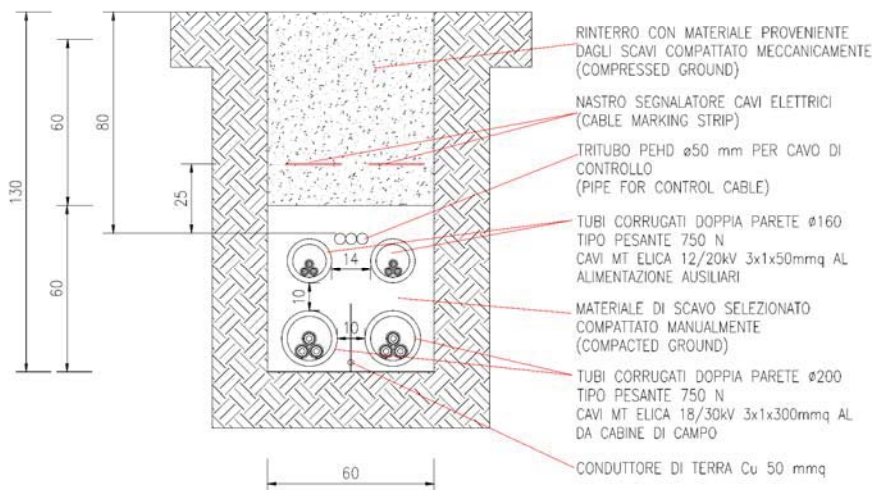 RINTERRO CON MATERIALE PROVENIENTE
DAGLI SCAVI COMPATTATO MECCANICAMENTE
(COMPRESSED GROUND)
NASTRO SEGNALATORE CAVI ELETTRICI
(CABLE MARKING STRIP)
TRITUBO PEHD ø50 mm PER CAVO DI
CONTROLLO
(PIPE FOR CONTROL CABLE)
TUBI CORRUGATI DOPPIA PARETE ø160
TIPO PESANTE 750 N
CAVI MT ELICA 12/20kV 3x1x50mmq AL
ALIMENTAZIONE AUSILIARI
MATERIALE DI SCAVO SELEZIONATO
COMPATTATO MANUALMENTE
(COMPACTED GROUND)
TUBI CORRUGATI DOPPIA PARETE ø200
TIPO PESANTE 750 N
CAVI MT ELICA 18/30kV 3x1x300mmq AL
DA CABINE DI CAMPO
CONDUTTORE DI TERRA Cu 50 mmq
130
60
60
80
25
14
10
10
60